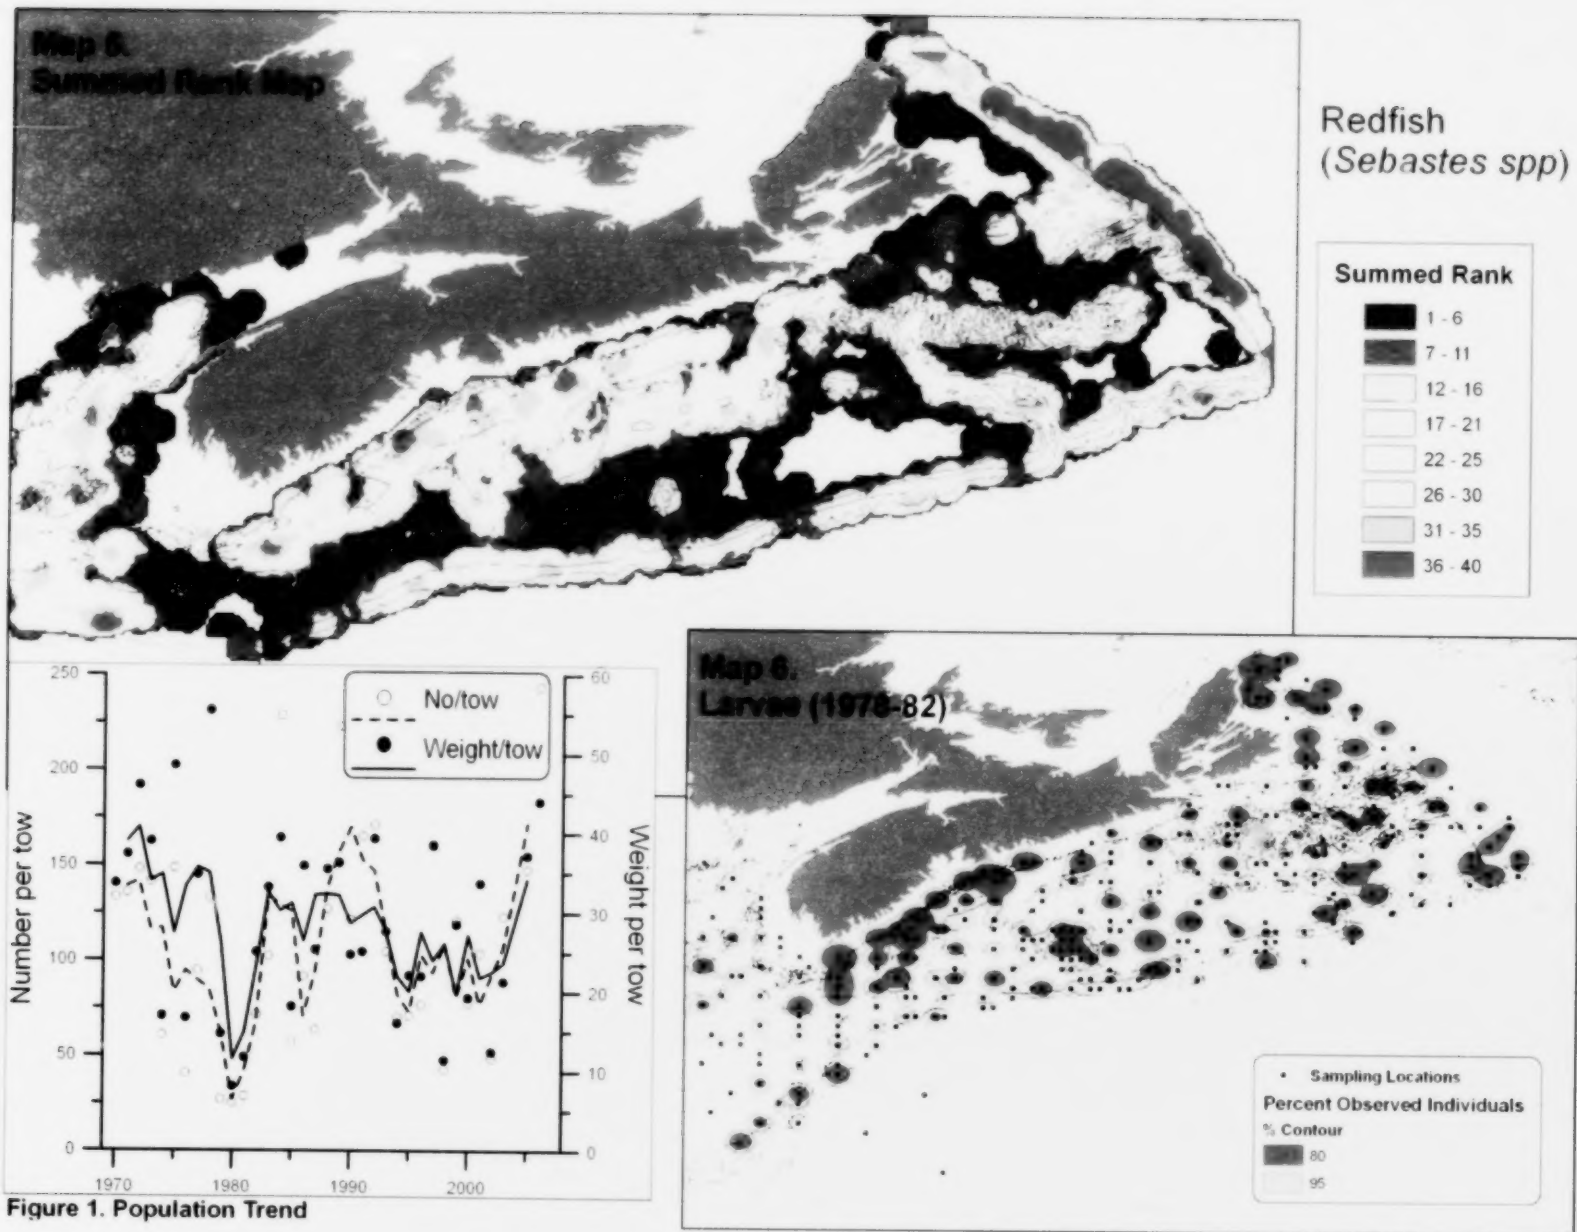 Map 5.
Summed Rank Map
Redfish
(Sebastes spp)
Summed Rank
1 - 6
7 - 11
12 - 16
17 - 21
22 - 25
26 - 30
31 - 35
36 - 40
250
200
150
100
50
0
Number per tow
No/tow
Weight/tow
60
50
40
30
20
10
0
Weight per tow
1970
1980
1990
2000
Figure 1. Population Trend
Map 6.
Larvae (1978-82)
Sampling Locations
Percent Observed Individuals
% Contour
80
95